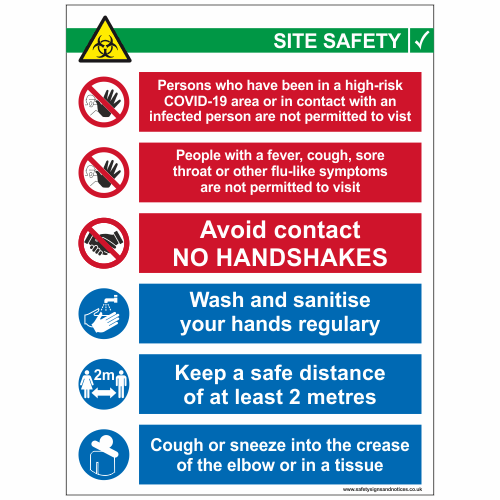 SITE SAFETY
Persons who have been in a high-risk
COVID-19 area or in contact with an
infected person are not permitted to vist
People with a fever, cough, sore
throat or other flu-like symptoms
are not permitted to visit
Avoid contact
NO HANDSHAKES
Wash and sanitise
your hands regulary
2m
Keep a safe distance
of at least 2 metres
Cough or sneeze into the crease
of the elbow or in a tissue
www.safetysignsandnotices.co.uk